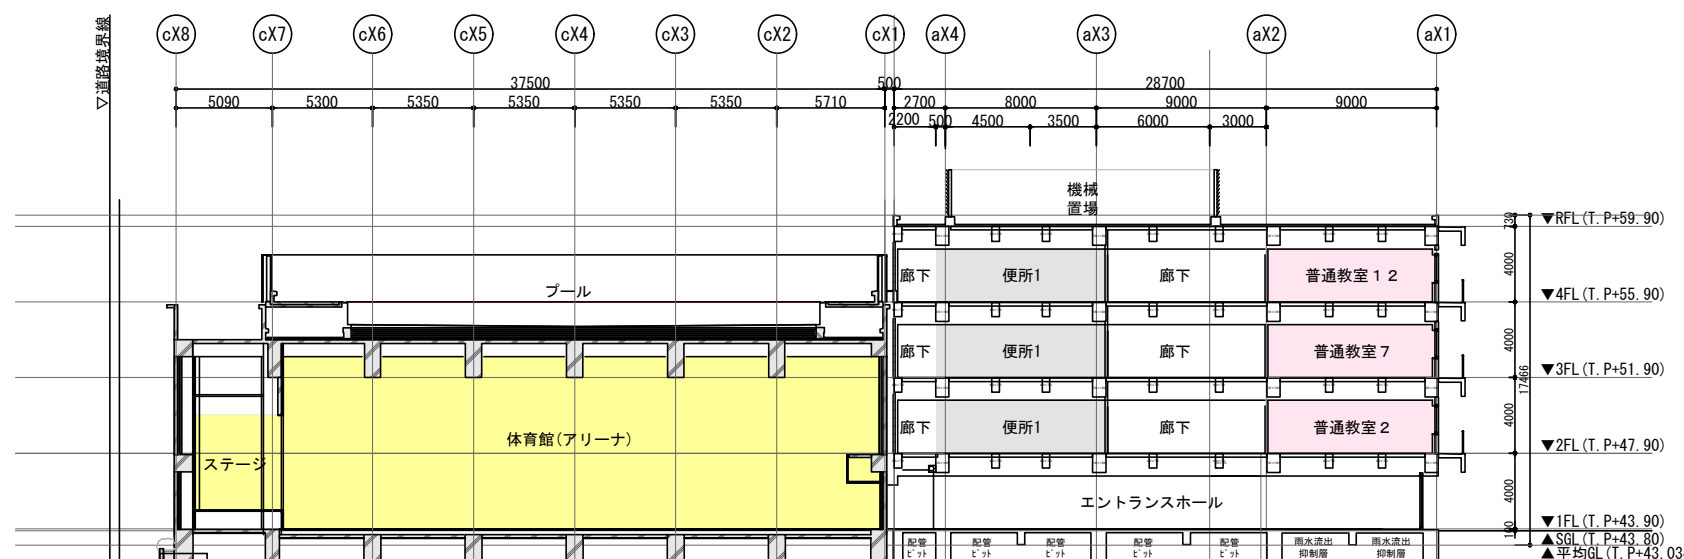 ▽道路境界線
cX8 cX7 cX6 cX5 cX4 cX3 cX2 cX1 aX4 aX3 aX2 aX1
37500 500 28700
5090 5300 5350 5350 5350 5350 5710 2700 8000 9000 9000
2200 500 4500 3500 6000 3000
機械
置場
730 ▼RFL(T.P+59.90)
廊下 便所1 廊下 普通教室12 4000
プール
▼4FL(T.P+55.90)
廊下 便所1 廊下 普通教室7 4000
▼3FL(T.P+51.90)
17466
廊下 便所1 廊下 普通教室2 4000
体育館(アリーナ)
▼2FL(T.P+47.90)
ステージ
エントランスホール 4000
▼1FL(T.P+43.90)
100 ▲SGL(T.P+43.80)
▲平均GL(T.P+43.03
配管 配管 配管 配管 配管 雨水流出 雨水流出
ピット ピット ピット ピット ピット 抑制層 抑制層